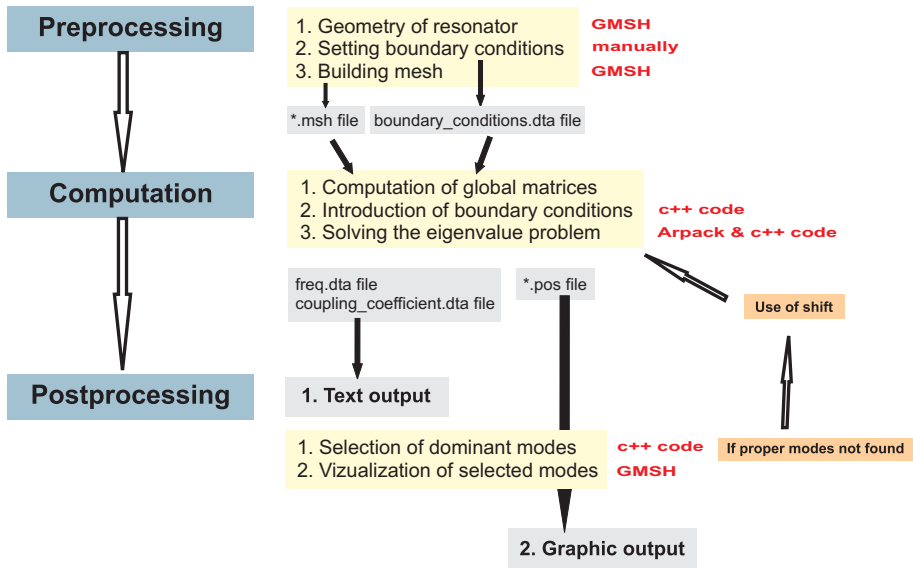 Preprocessing
1. Geometry of resonator GMSH
2. Setting boundary conditions manually
3. Building mesh GMSH
*.msh file boundary_conditions.dta file
Computation
1. Computation of global matrices
2. Introduction of boundary conditions c++ code
3. Solving the eigenvalue problem Arpack & c++ code
freq.dta file
coupling_coefficient.dta file
*.pos file
Use of shift
Postprocessing
1. Text output
1. Selection of dominant modes c++ code
2. Vizualization of selected modes GMSH
If proper modes not found
2. Graphic output